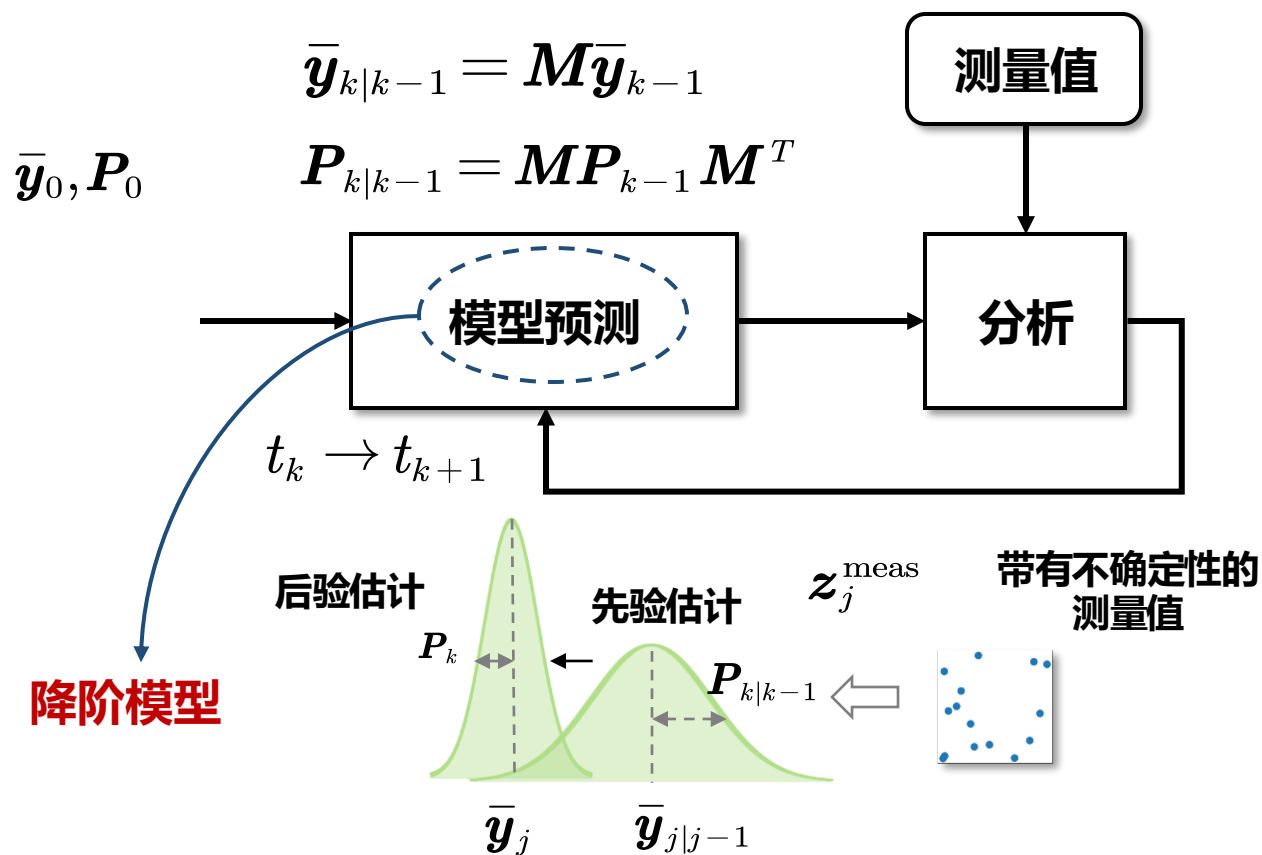 ȳ_{k|k-1} = Mȳ_{k-1}
测量值
ȳ_0, P_0
P_{k|k-1} = MP_{k-1}M^T
模型预测
分析
t_k → t_{k+1}
后验估计
先验估计
z_j^{meas}
带有不确定性的
测量值
P_k
P_{k|k-1}
降阶模型
ȳ_j
ȳ_{j|j-1}